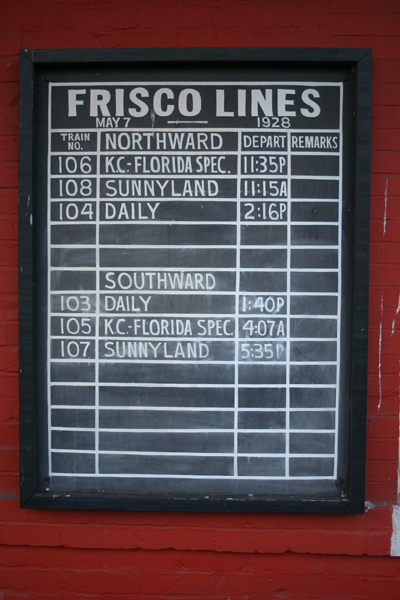 FRISCO LINES
MAY 7 1928
TRAIN NO. NORTHWARD DEPART REMARKS
106 K.C.-FLORIDA SPEC. 11:35P
108 SUNNYLAND 11:15A
104 DAILY 2:16P
SOUTHWARD
103 DAILY 1:40P
105 K.C.-FLORIDA SPEC. 4:07A
107 SUNNYLAND 5:35P